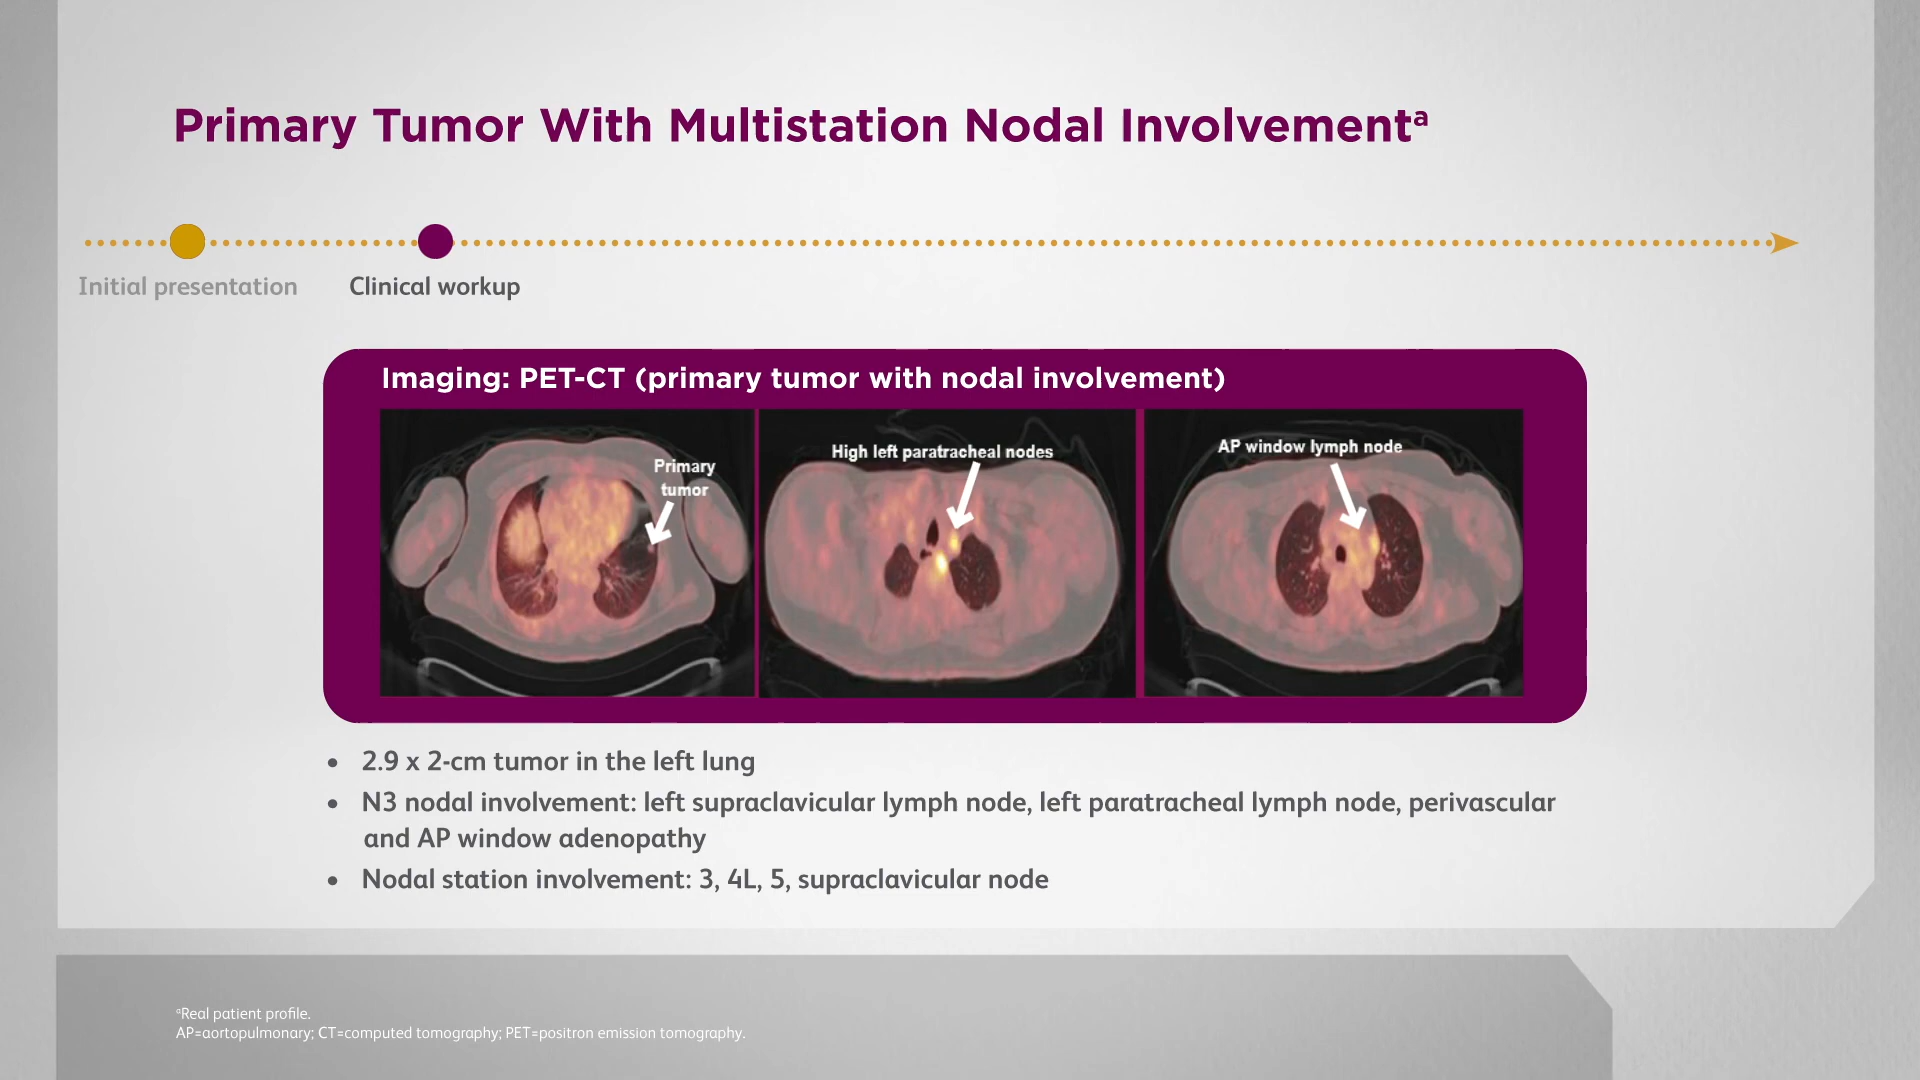 Primary Tumor With Multistation Nodal Involvementᵃ
Initial presentation
Clinical workup
Imaging: PET-CT (primary tumor with nodal involvement)
Primary
tumor
High left paratracheal nodes
AP window lymph node
• 2.9 x 2-cm tumor in the left lung
• N3 nodal involvement: left supraclavicular lymph node, left paratracheal lymph node, perivascular
and AP window adenopathy
• Nodal station involvement: 3, 4L, 5, supraclavicular node
ᵃReal patient profile.
AP=aortopulmonary; CT=computed tomography; PET=positron emission tomography.